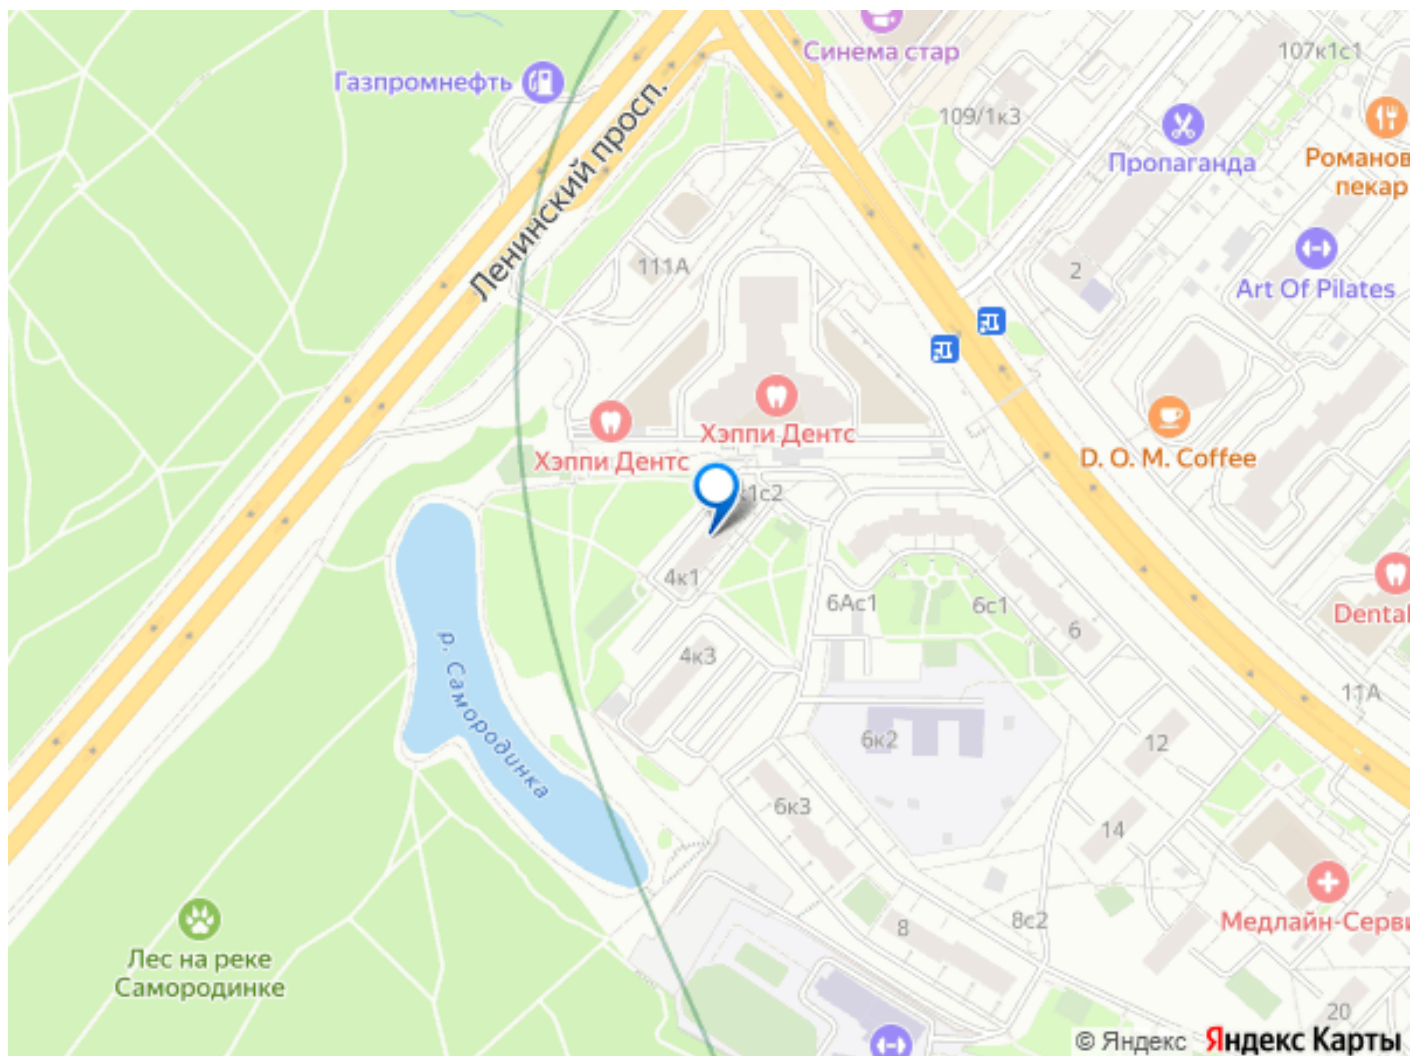 Синема стар
107к1с1
Газпромнефть
109/1к3
Пропаганда
Романов
пекар
Ленинский просп.
111А
2
Art Of Pilates
Хэппи Дентс
Хэппи Дентс
D. O. M. Coffee
к1с2
4к1
6Ас1
6с1
6
Dental
4к3
11А
р. Самородинка
6к2
12
6к3
14
8
8с2
Медлайн-Серви
Лес на реке
Самородинке
20
© Яндекс Яндекс Карты